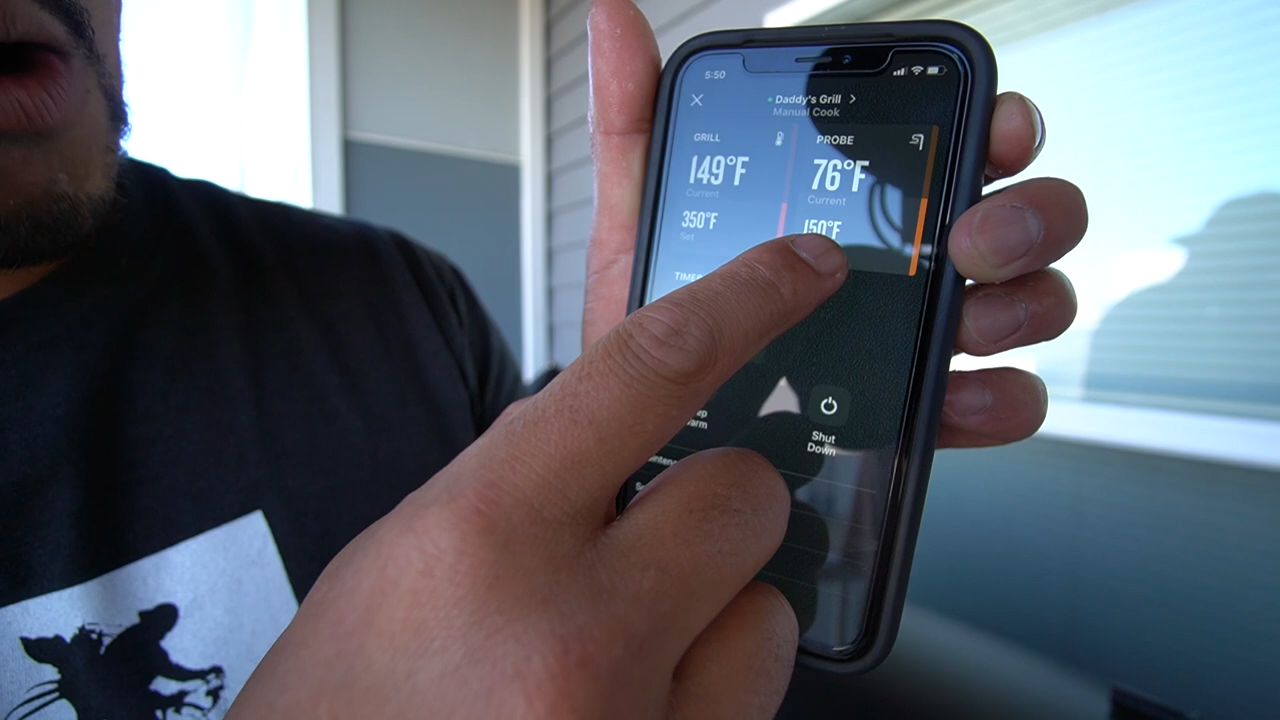 5:50
Daddy's Grill
Manual Cook
GRILL
PROBE
149°F
76°F
Current
Current
350°F
150°F
Set
Shut
Down